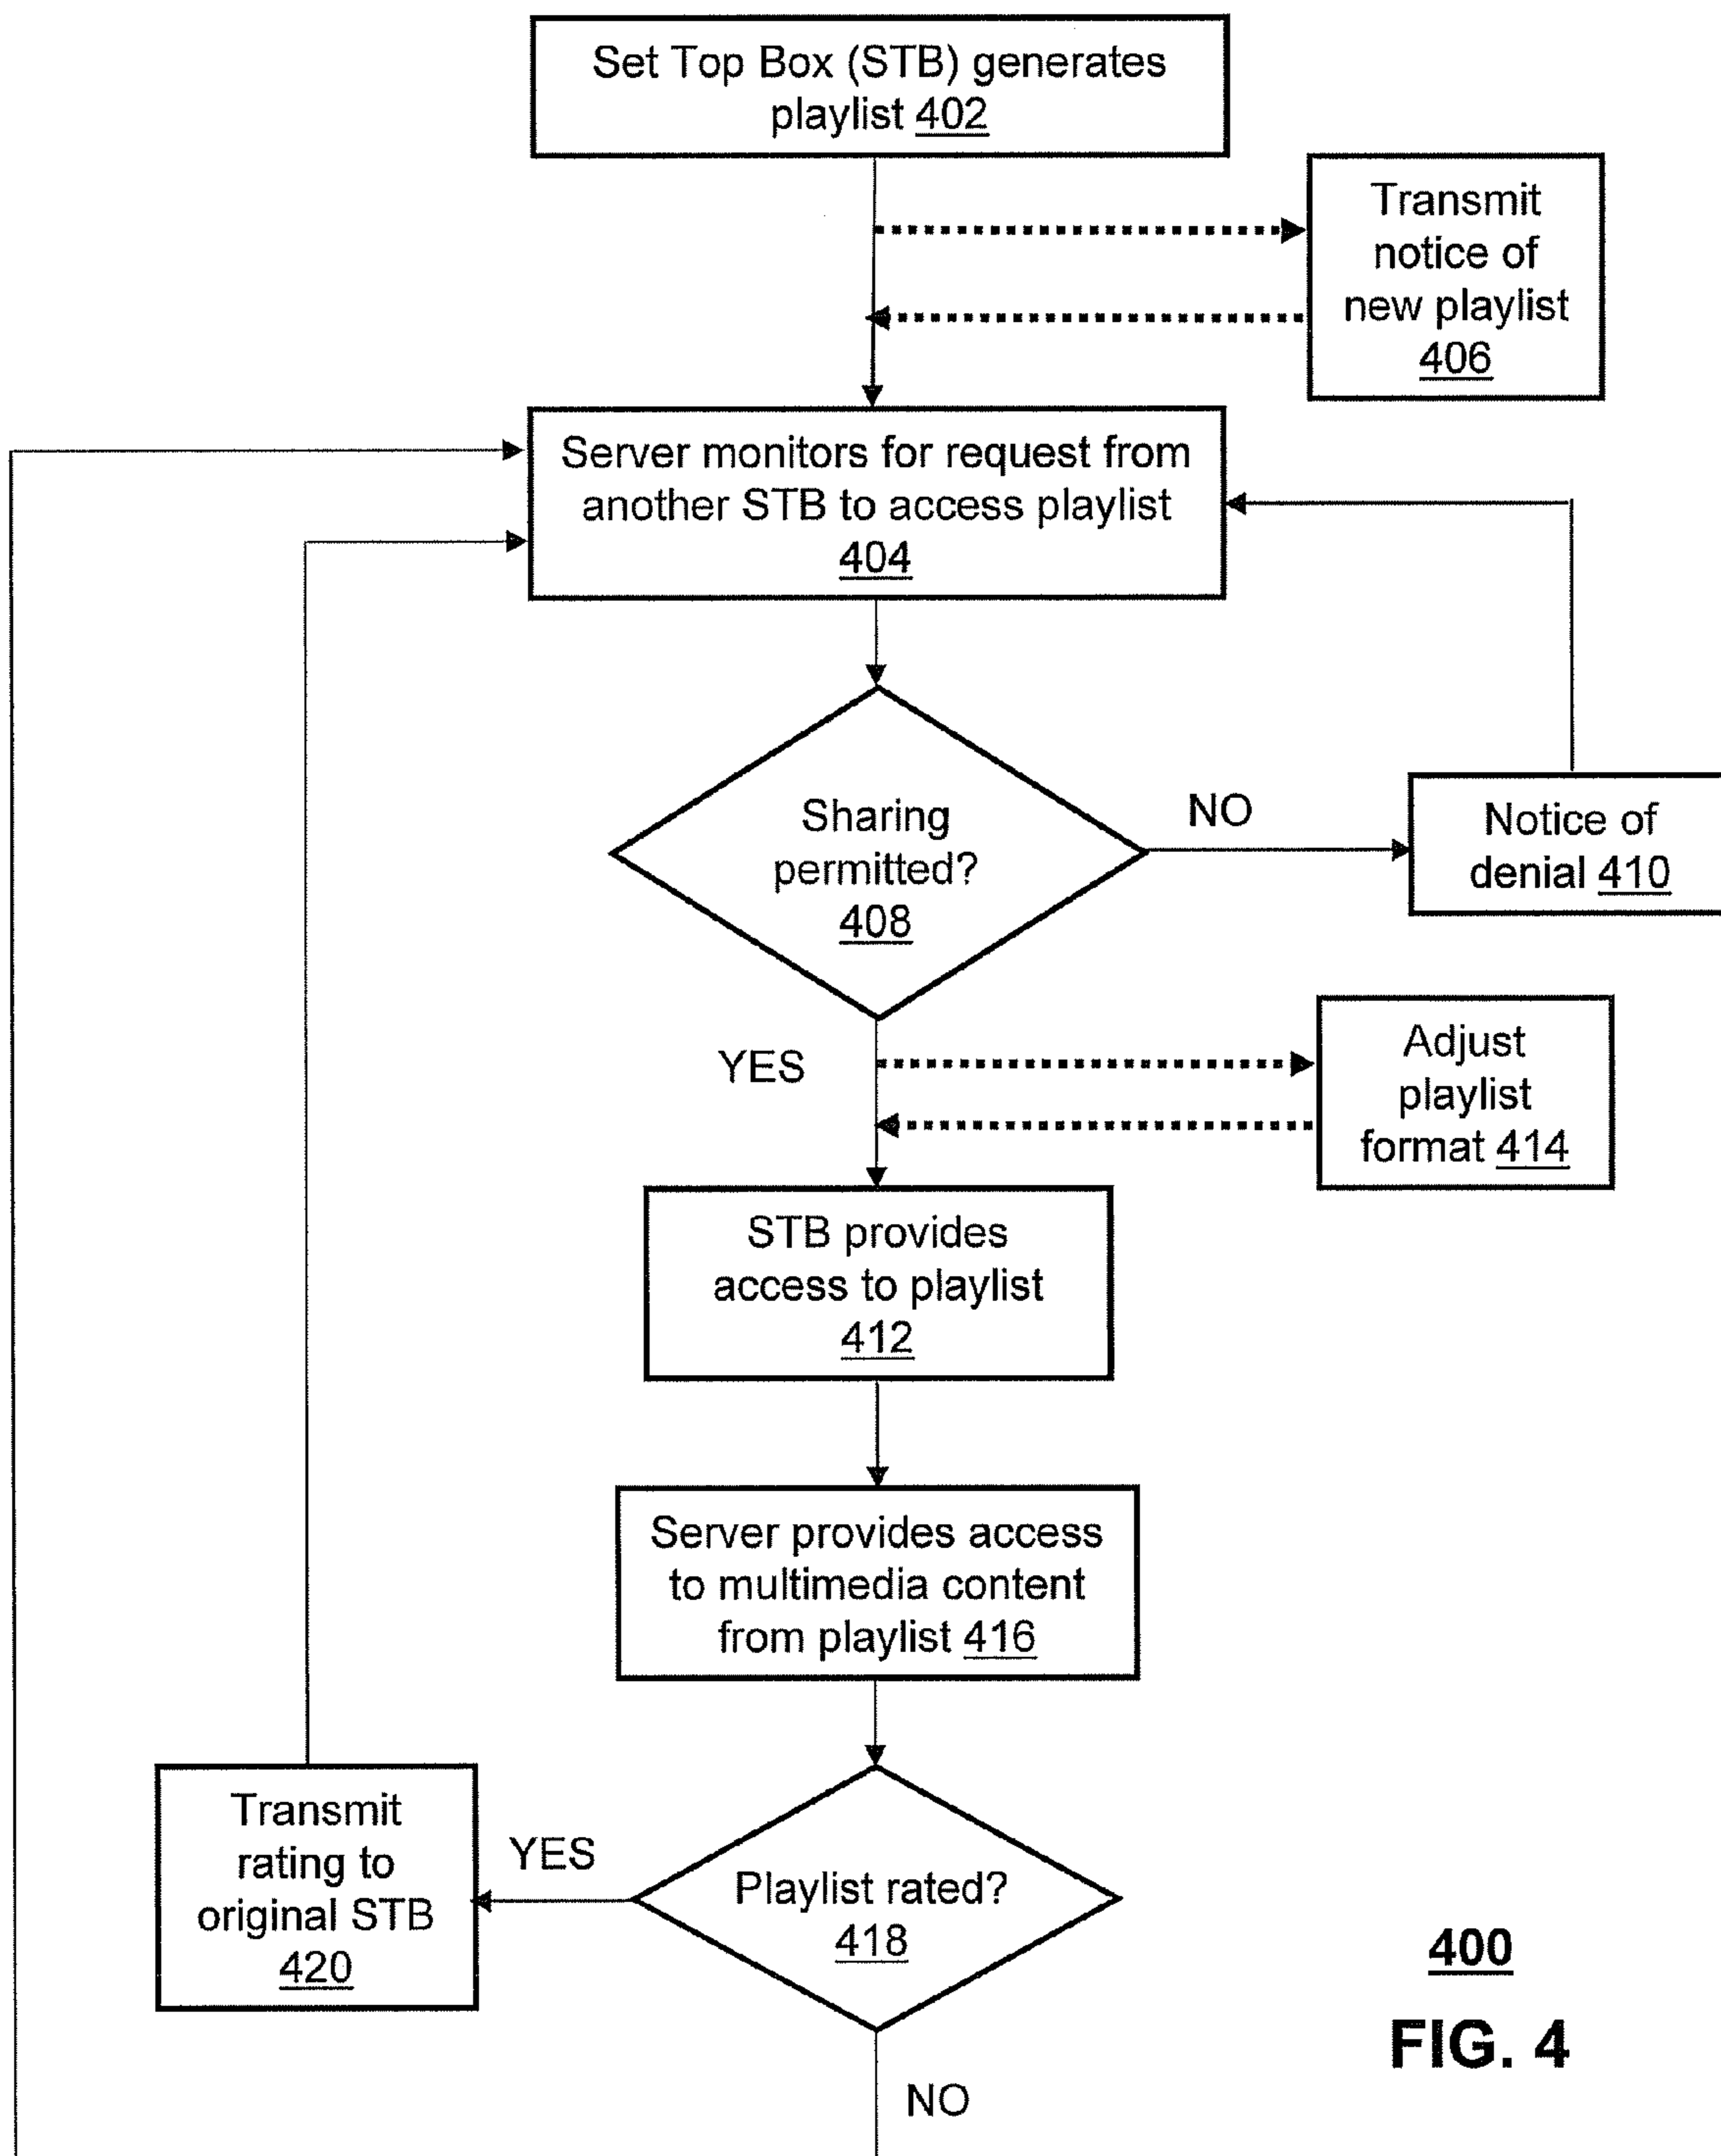 Set Top Box (STB) generates
playlist 402
Transmit
notice of
new playlist
406
Server monitors for request from
another STB to access playlist
404
Sharing
permitted?
408
NO
Notice of
denial 410
YES
Adjust
playlist
format 414
STB provides
access to playlist
412
Server provides access
to multimedia content
from playlist 416
Transmit
rating to
original STB
420
YES
Playlist rated?
418
NO
400
FIG. 4